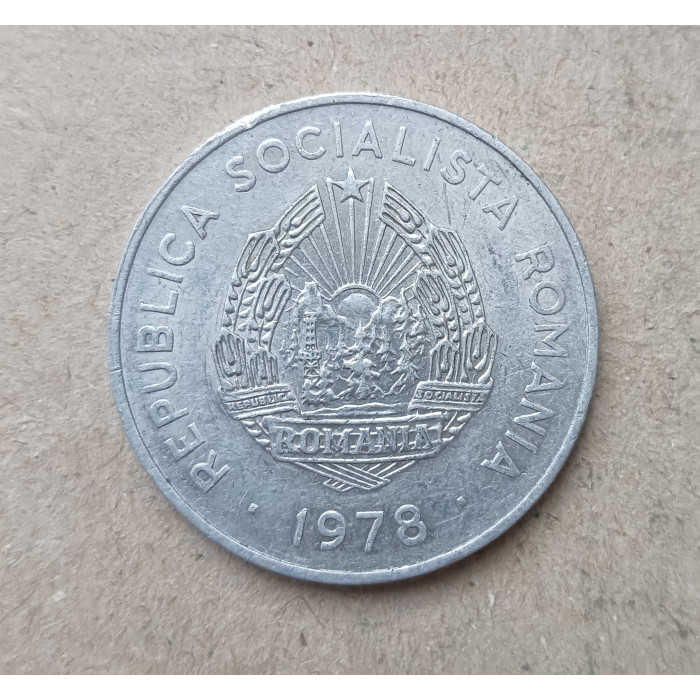 REPUBLICA SOCIALISTA ROMANIA
REPUBLICA SOCIALISTA
ROMANIA
· 1978 ·